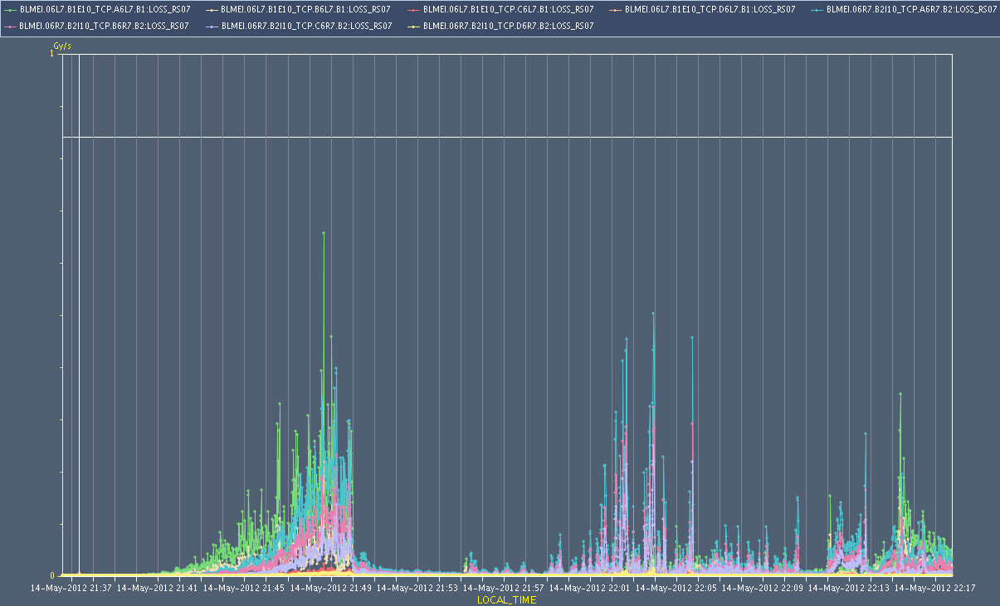 BLMEI.06L7.B1E10_TCP.A6L7.B1:LOSS_RS07 BLMEI.06L7.B1E10_TCP.B6L7.B1:LOSS_RS07 BLMEI.06L7.B1E10_TCP.C6L7.B1:LOSS_RS07 BLMEI.06L7.B1E10_TCP.D6L7.B1:LOSS_RS07 BLMEI.06R7.B2I10_TCP.A6R7.B2:LOSS_RS07
BLMEI.06R7.B2I10_TCP.B6R7.B2:LOSS_RS07 BLMEI.06R7.B2I10_TCP.C6R7.B2:LOSS_RS07 BLMEI.06R7.B2I10_TCP.D6R7.B2:LOSS_RS07
Gy/s
1
0
14-May-2012 21:37 14-May-2012 21:41 14-May-2012 21:45 14-May-2012 21:49 14-May-2012 21:53 14-May-2012 21:57 14-May-2012 22:01 14-May-2012 22:05 14-May-2012 22:09 14-May-2012 22:13 14-May-2012 22:17
LOCAL_TIME